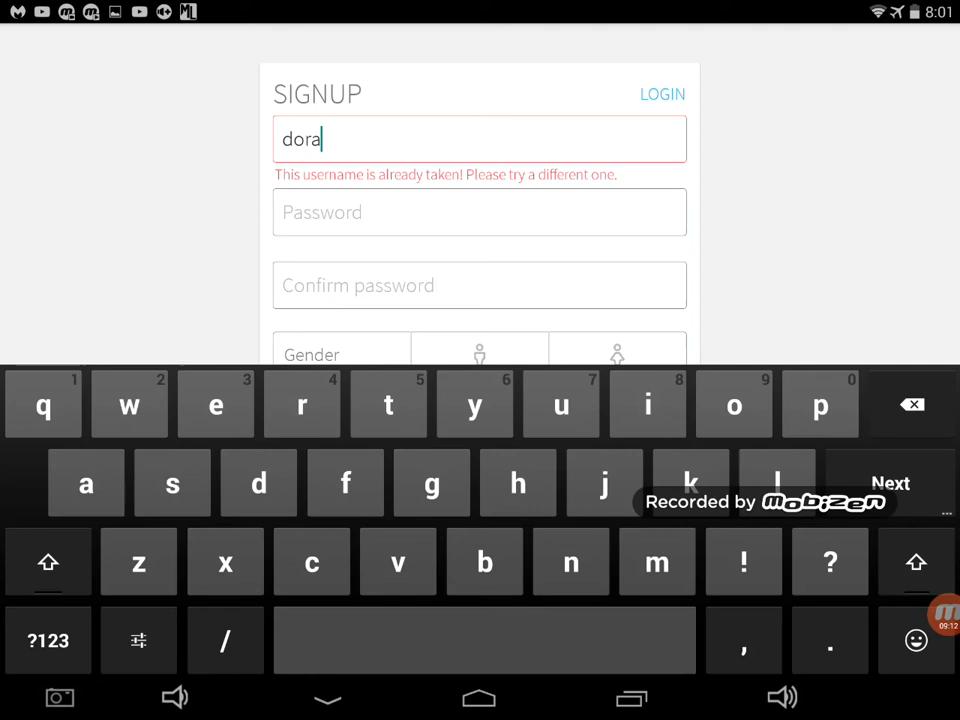 8:01
SIGNUP
LOGIN
dora
This username is already taken! Please try a different one.
Password
Confirm password
Gender
1 2 3 4 5 6 7 8 9 0
q w e r t y u i o p
a s d f g h j k l Next
Recorded by mobizen
...
z x c v b n m ! ?
09:12
?123 / , .